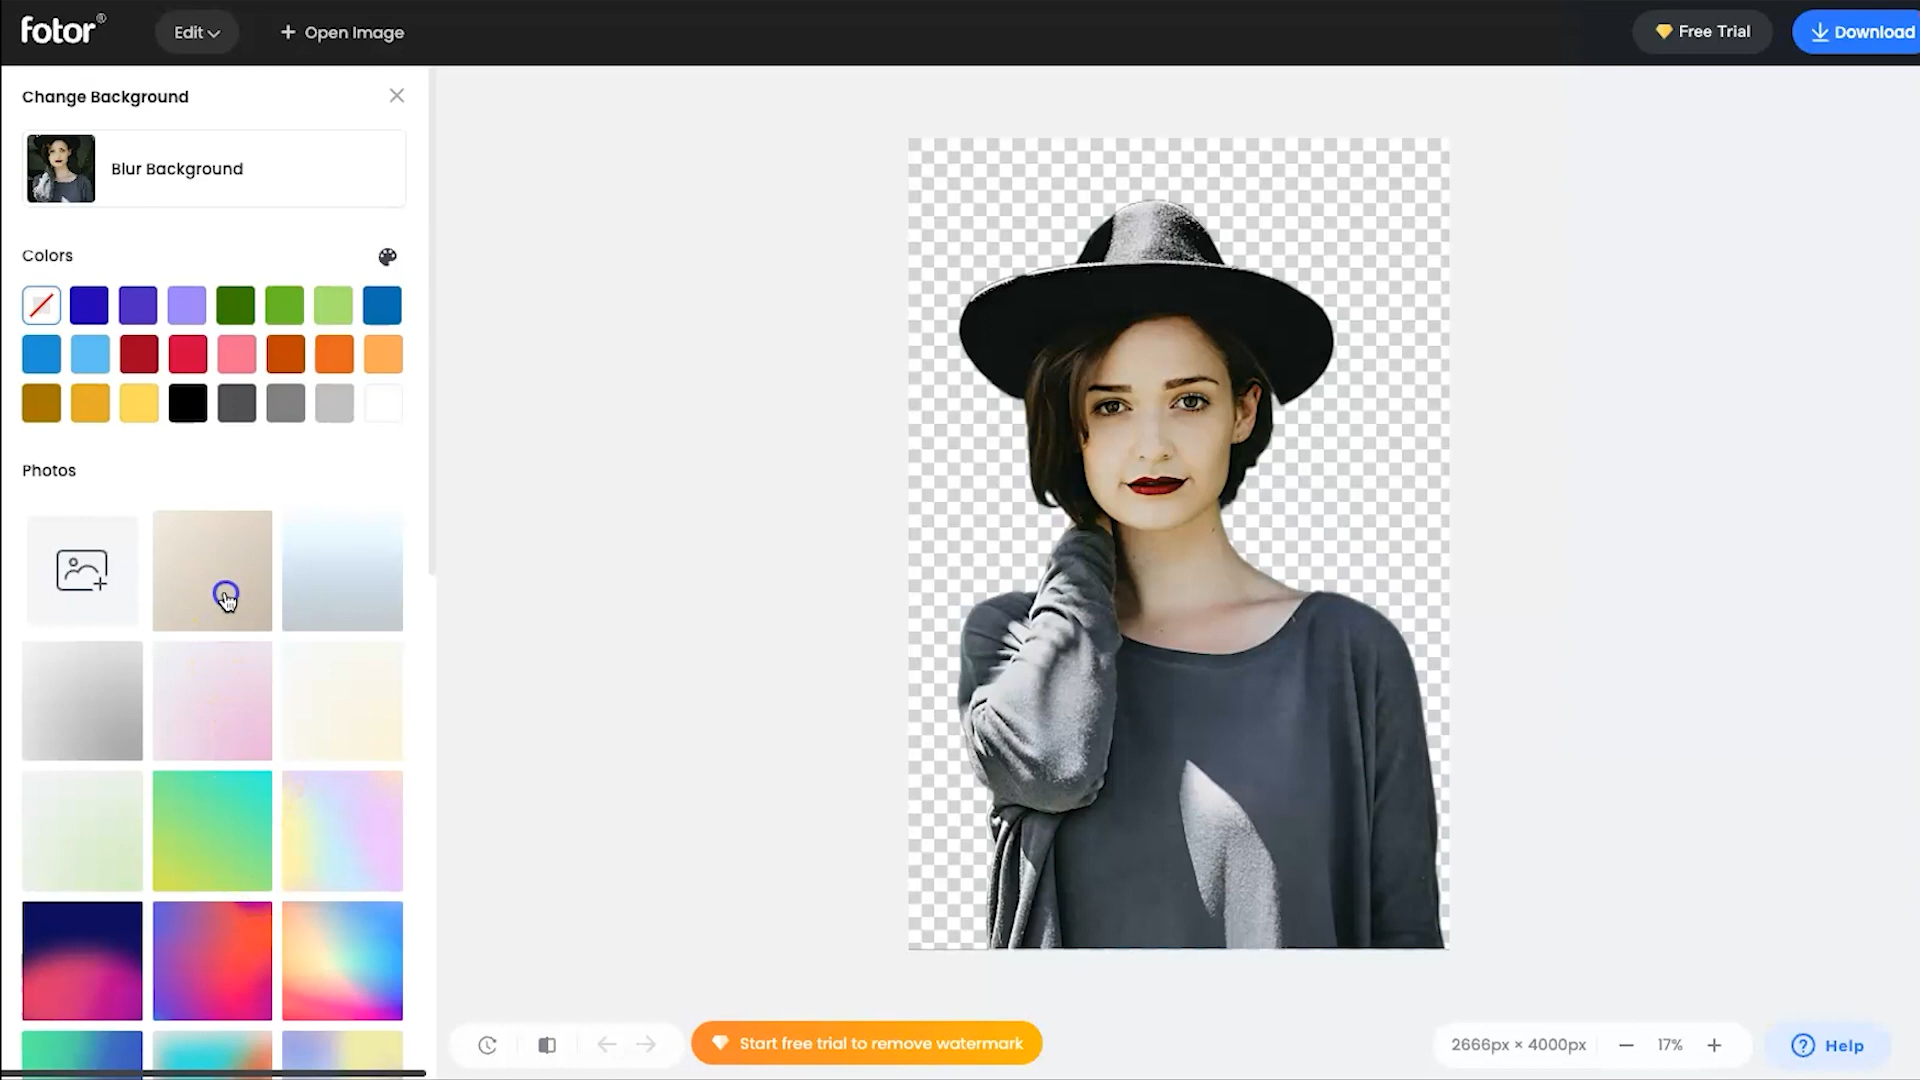 fotor®
Edit
+ Open Image
Free Trial
Download
Change Background
Blur Background
Colors
Photos
Start free trial to remove watermark
2666px × 4000px
17%
Help